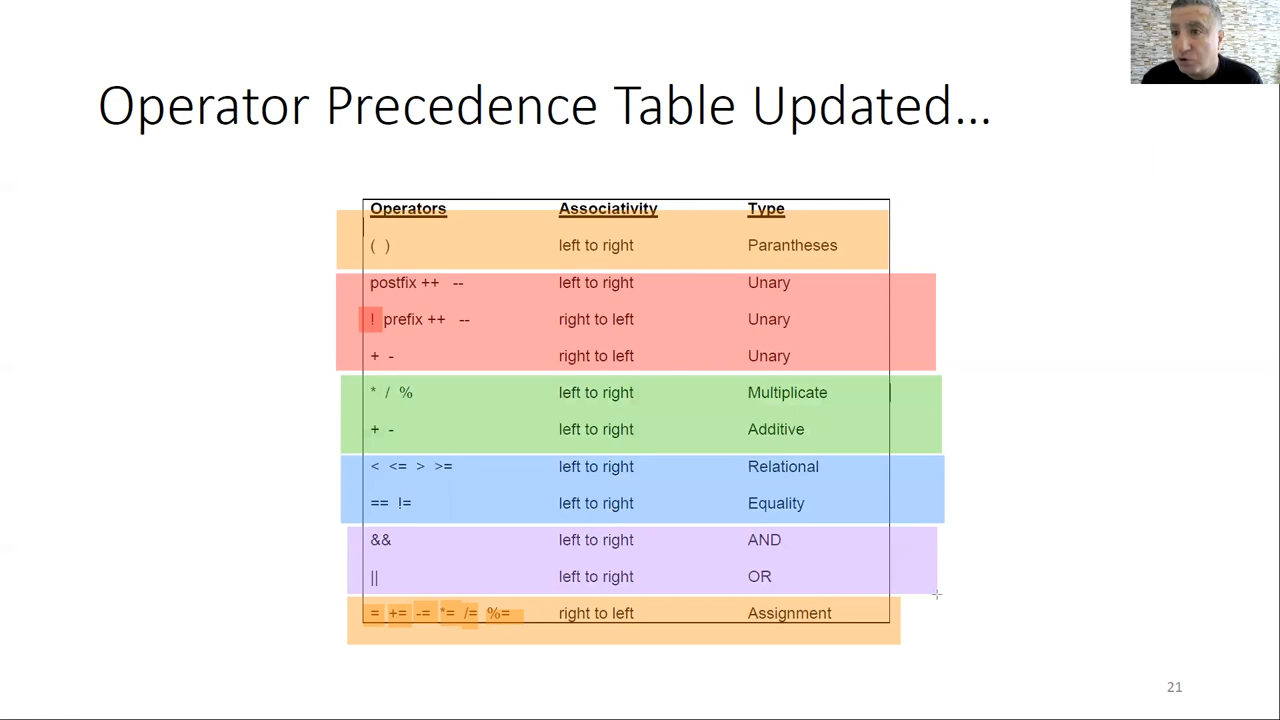 Operator Precedence Table Updated...
Operators Associativity Type
( ) left to right Parantheses
postfix ++ -- left to right Unary
! prefix ++ -- right to left Unary
+ - right to left Unary
* / % left to right Multiplicate
+ - left to right Additive
< <= > >= left to right Relational
== != left to right Equality
&& left to right AND
|| left to right OR
= += -= *= /= %= right to left Assignment
21